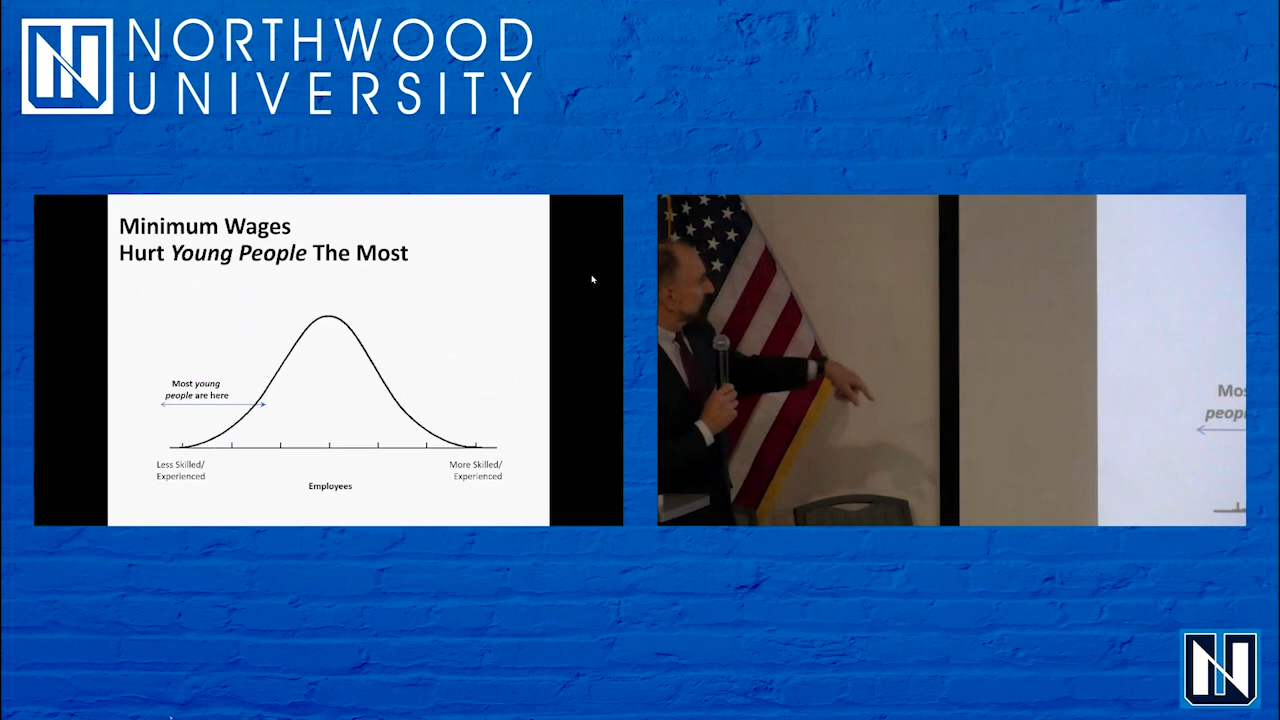 NORTHWOOD
UNIVERSITY
Minimum Wages
Hurt Young People The Most
Most young
people are here
Less Skilled/
Experienced
More Skilled/
Experienced
Employees
Mos
peopl